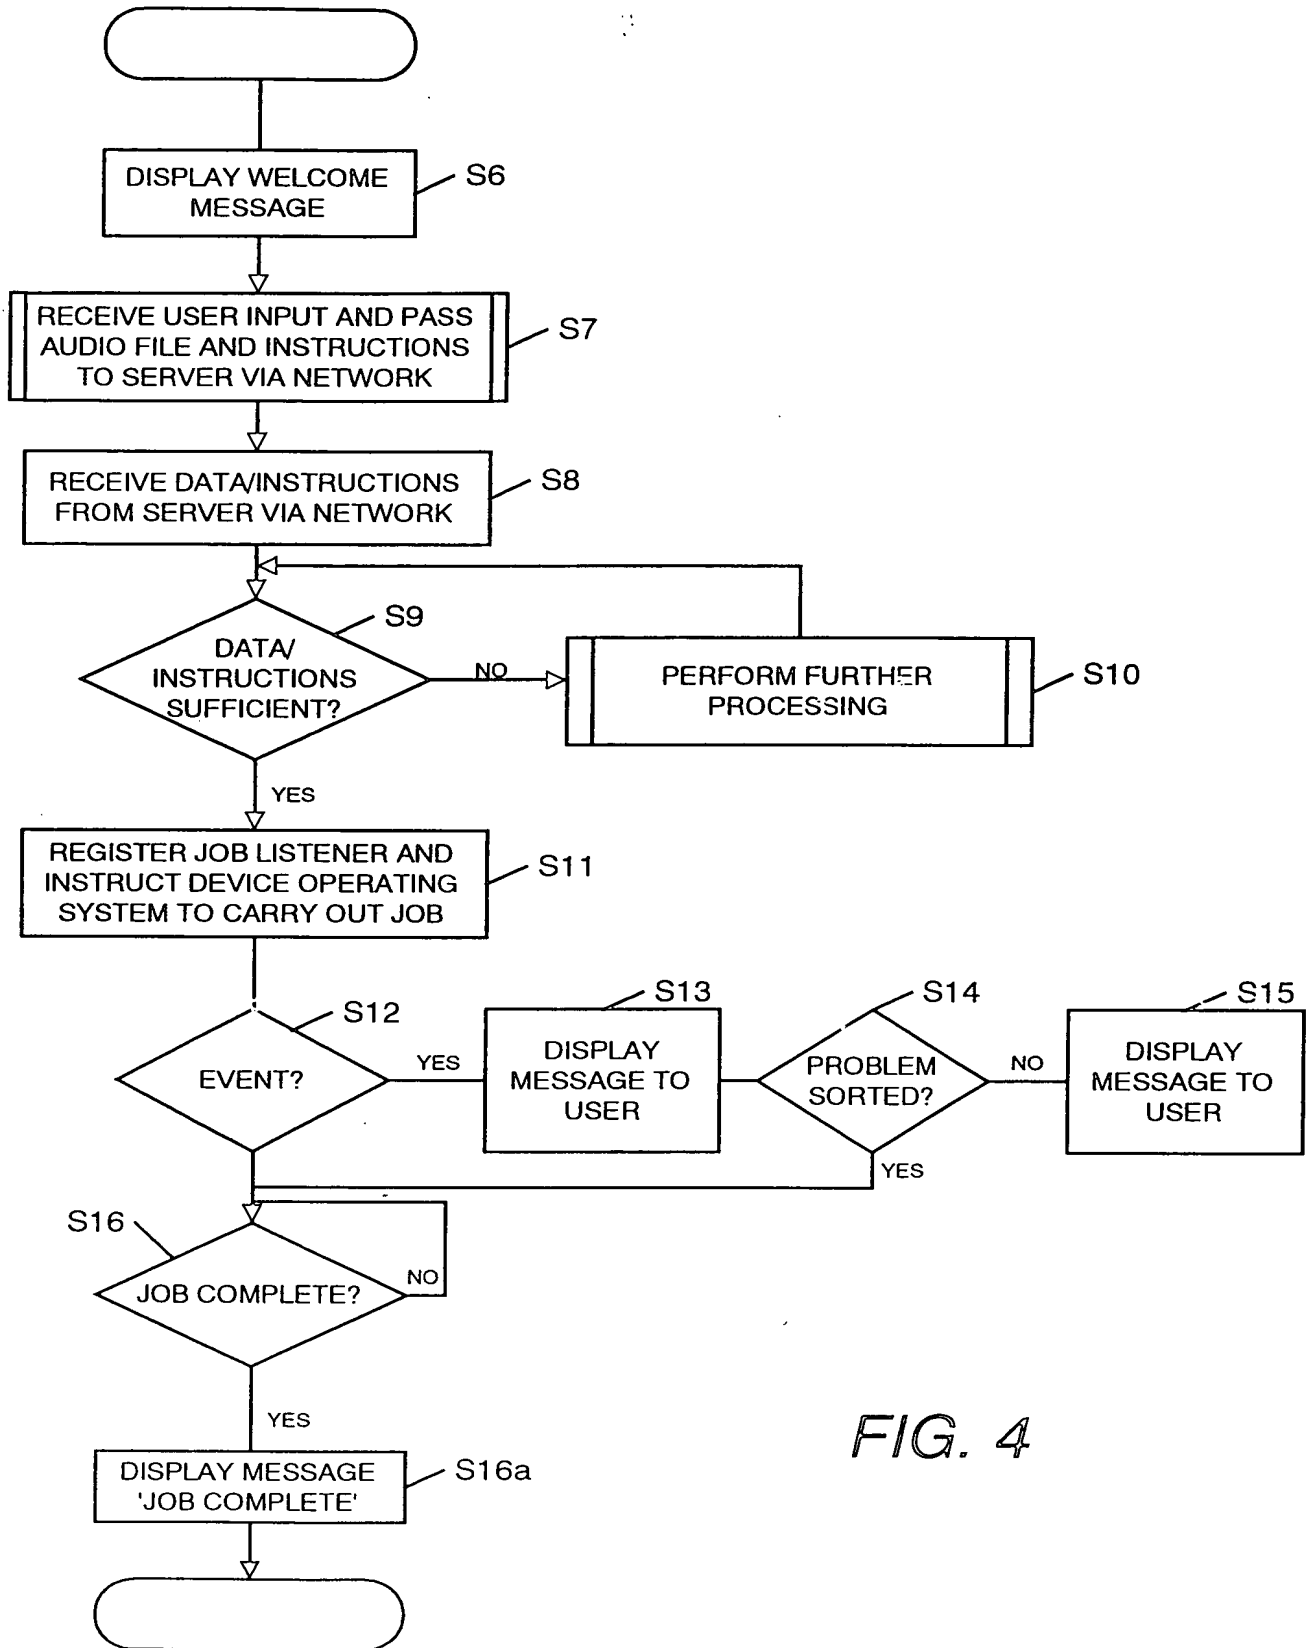 DISPLAY WELCOME
MESSAGE
S6
RECEIVE USER INPUT AND PASS
AUDIO FILE AND INSTRUCTIONS
TO SERVER VIA NETWORK
S7
RECEIVE DATA/INSTRUCTIONS
FROM SERVER VIA NETWORK
S8
DATA/
INSTRUCTIONS
SUFFICIENT?
S9
NO
PERFORM FURTHER
PROCESSING
S10
YES
REGISTER JOB LISTENER AND
INSTRUCT DEVICE OPERATING
SYSTEM TO CARRY OUT JOB
S11
EVENT?
S12
YES
DISPLAY
MESSAGE TO
USER
S13
PROBLEM
SORTED?
S14
NO
DISPLAY
MESSAGE TO
USER
S15
YES
S16
JOB COMPLETE?
NO
YES
DISPLAY MESSAGE
'JOB COMPLETE'
S16a
FIG. 4